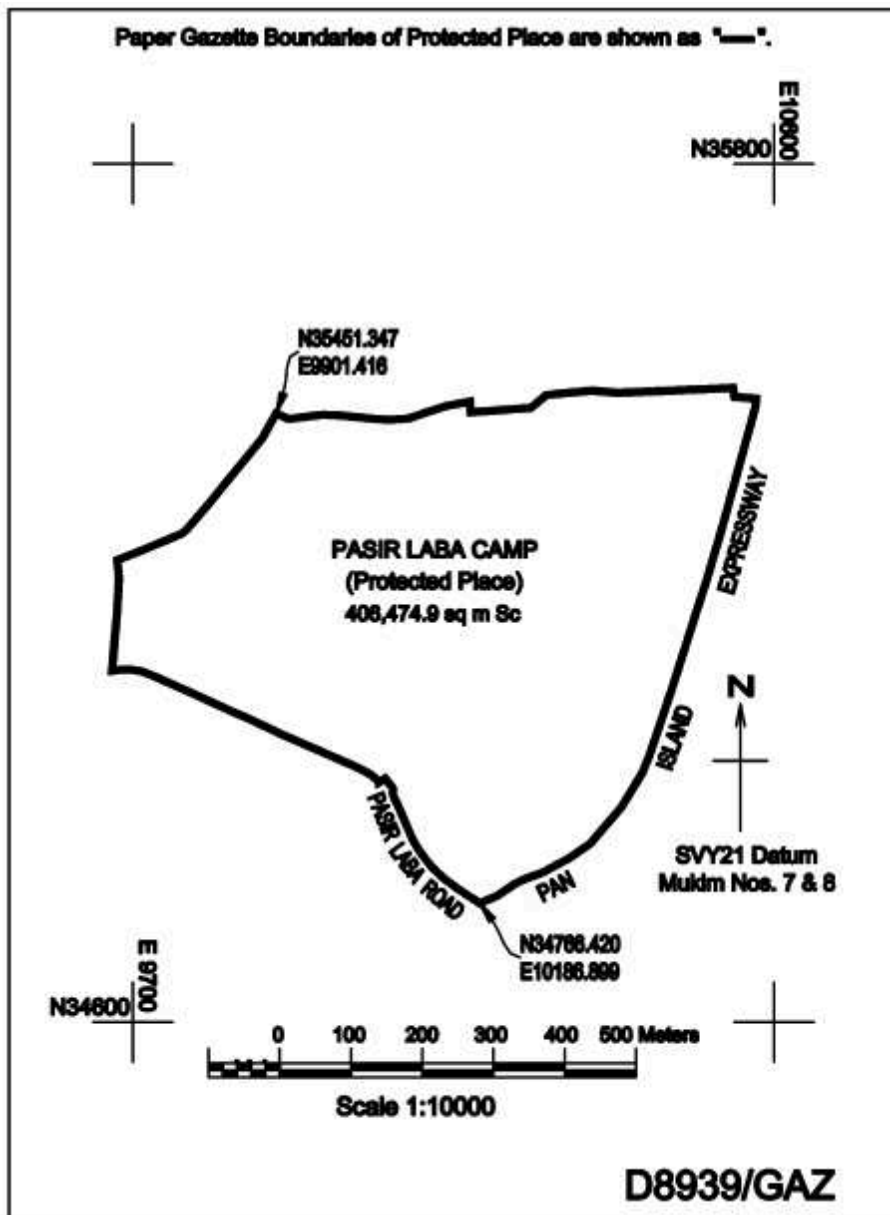 Paper Gazette Boundaries of Protected Place are shown as "—".
E10600
N35800
N35451.347
E9901.416
PASIR LABA CAMP
(Protected Place)
406,474.9 sq m Sc
EXPRESSWAY
ISLAND
PAN
PASIR LABA ROAD
N
SVY21 Datum
Mukim Nos. 7 & 8
N34766.420
E10186.899
E 9700
N34600
0 100 200 300 400 500 Meters
Scale 1:10000
D8939/GAZ